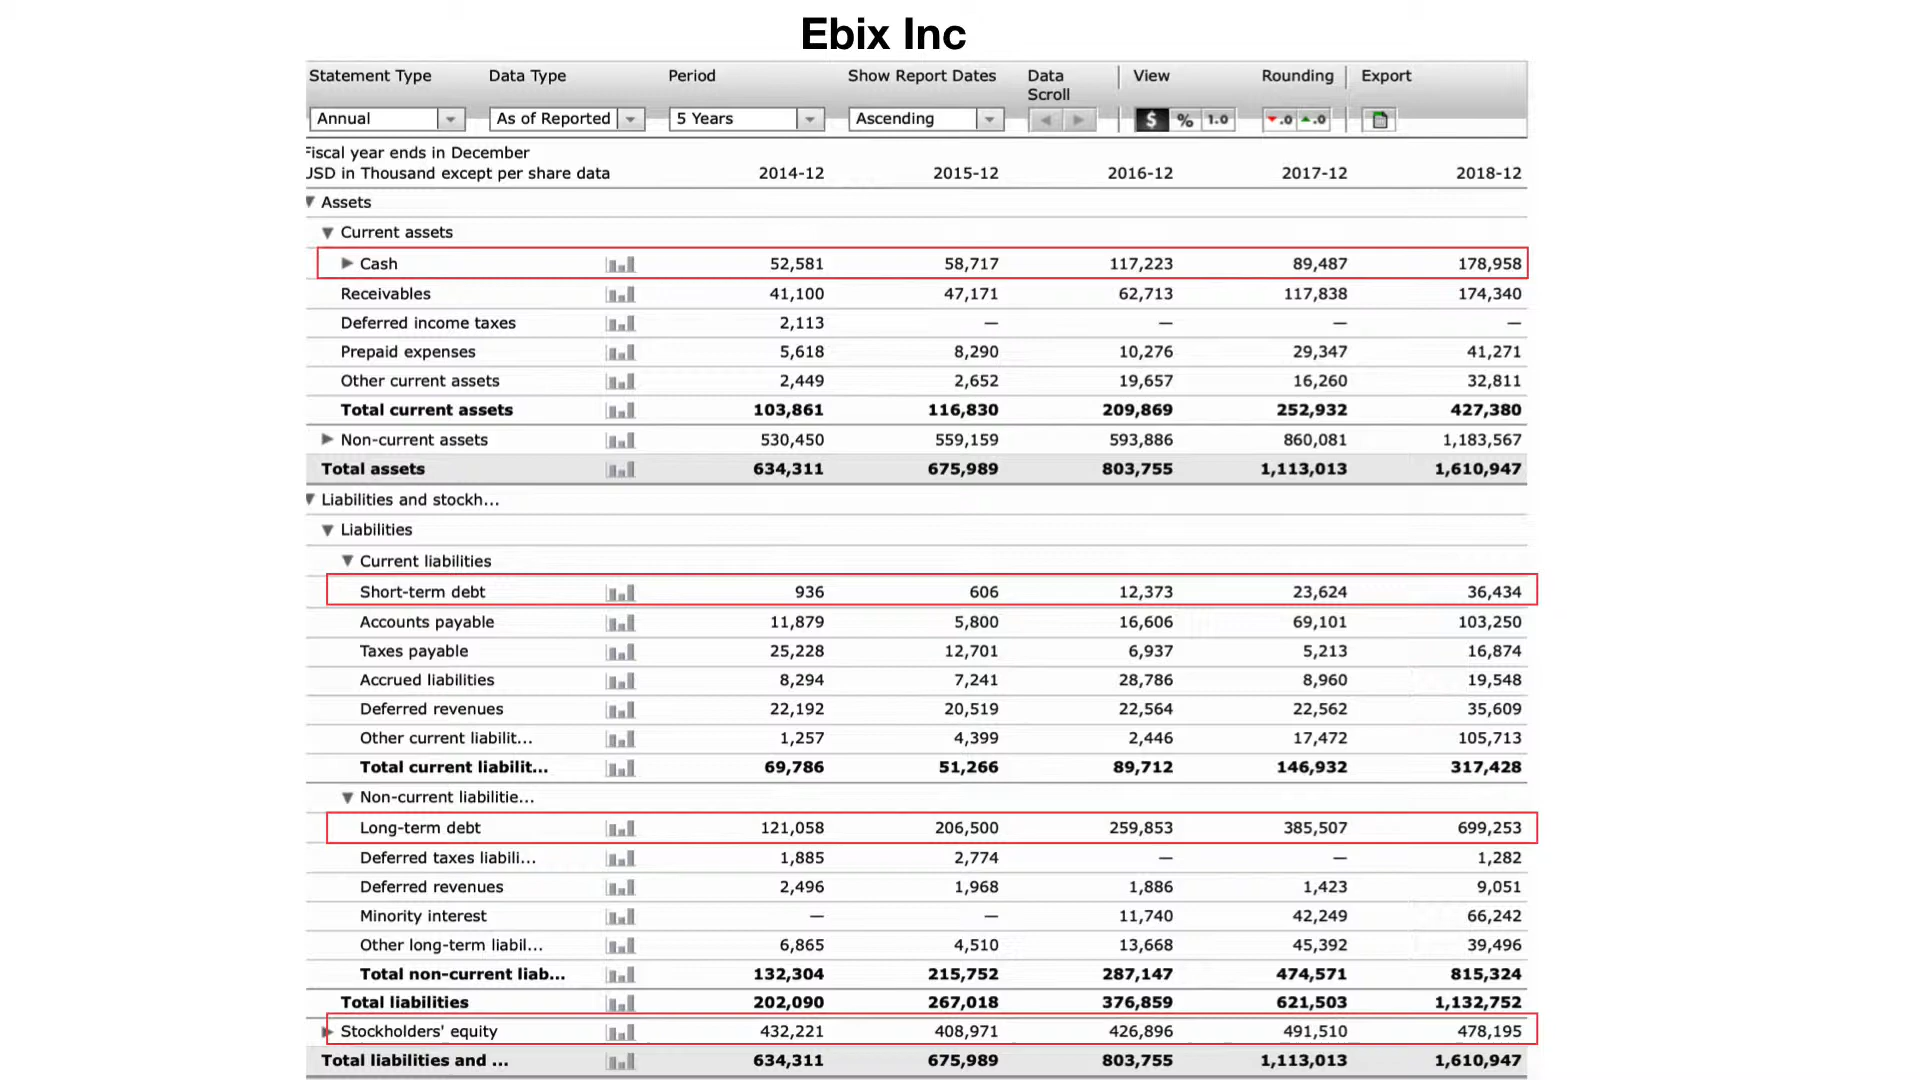 Ebix Inc
Statement Type Data Type Period Show Report Dates Data Scroll View Rounding Export
Annual As of Reported 5 Years Ascending $ % 1.0 .0 .0
Fiscal year ends in December
USD in Thousand except per share data 2014-12 2015-12 2016-12 2017-12 2018-12
Assets
Current assets
Cash 52,581 58,717 117,223 89,487 178,958
Receivables 41,100 47,171 62,713 117,838 174,340
Deferred income taxes 2,113 — — — —
Prepaid expenses 5,618 8,290 10,276 29,347 41,271
Other current assets 2,449 2,652 19,657 16,260 32,811
Total current assets 103,861 116,830 209,869 252,932 427,380
Non-current assets 530,450 559,159 593,886 860,081 1,183,567
Total assets 634,311 675,989 803,755 1,113,013 1,610,947
Liabilities and stockh...
Liabilities
Current liabilities
Short-term debt 936 606 12,373 23,624 36,434
Accounts payable 11,879 5,800 16,606 69,101 103,250
Taxes payable 25,228 12,701 6,937 5,213 16,874
Accrued liabilities 8,294 7,241 28,786 8,960 19,548
Deferred revenues 22,192 20,519 22,564 22,562 35,609
Other current liabilit... 1,257 4,399 2,446 17,472 105,713
Total current liabilit... 69,786 51,266 89,712 146,932 317,428
Non-current liabilitie...
Long-term debt 121,058 206,500 259,853 385,507 699,253
Deferred taxes liabili... 1,885 2,774 — — 1,282
Deferred revenues 2,496 1,968 1,886 1,423 9,051
Minority interest — — 11,740 42,249 66,242
Other long-term liabil... 6,865 4,510 13,668 45,392 39,496
Total non-current liab... 132,304 215,752 287,147 474,571 815,324
Total liabilities 202,090 267,018 376,859 621,503 1,132,752
Stockholders' equity 432,221 408,971 426,896 491,510 478,195
Total liabilities and ... 634,311 675,989 803,755 1,113,013 1,610,947